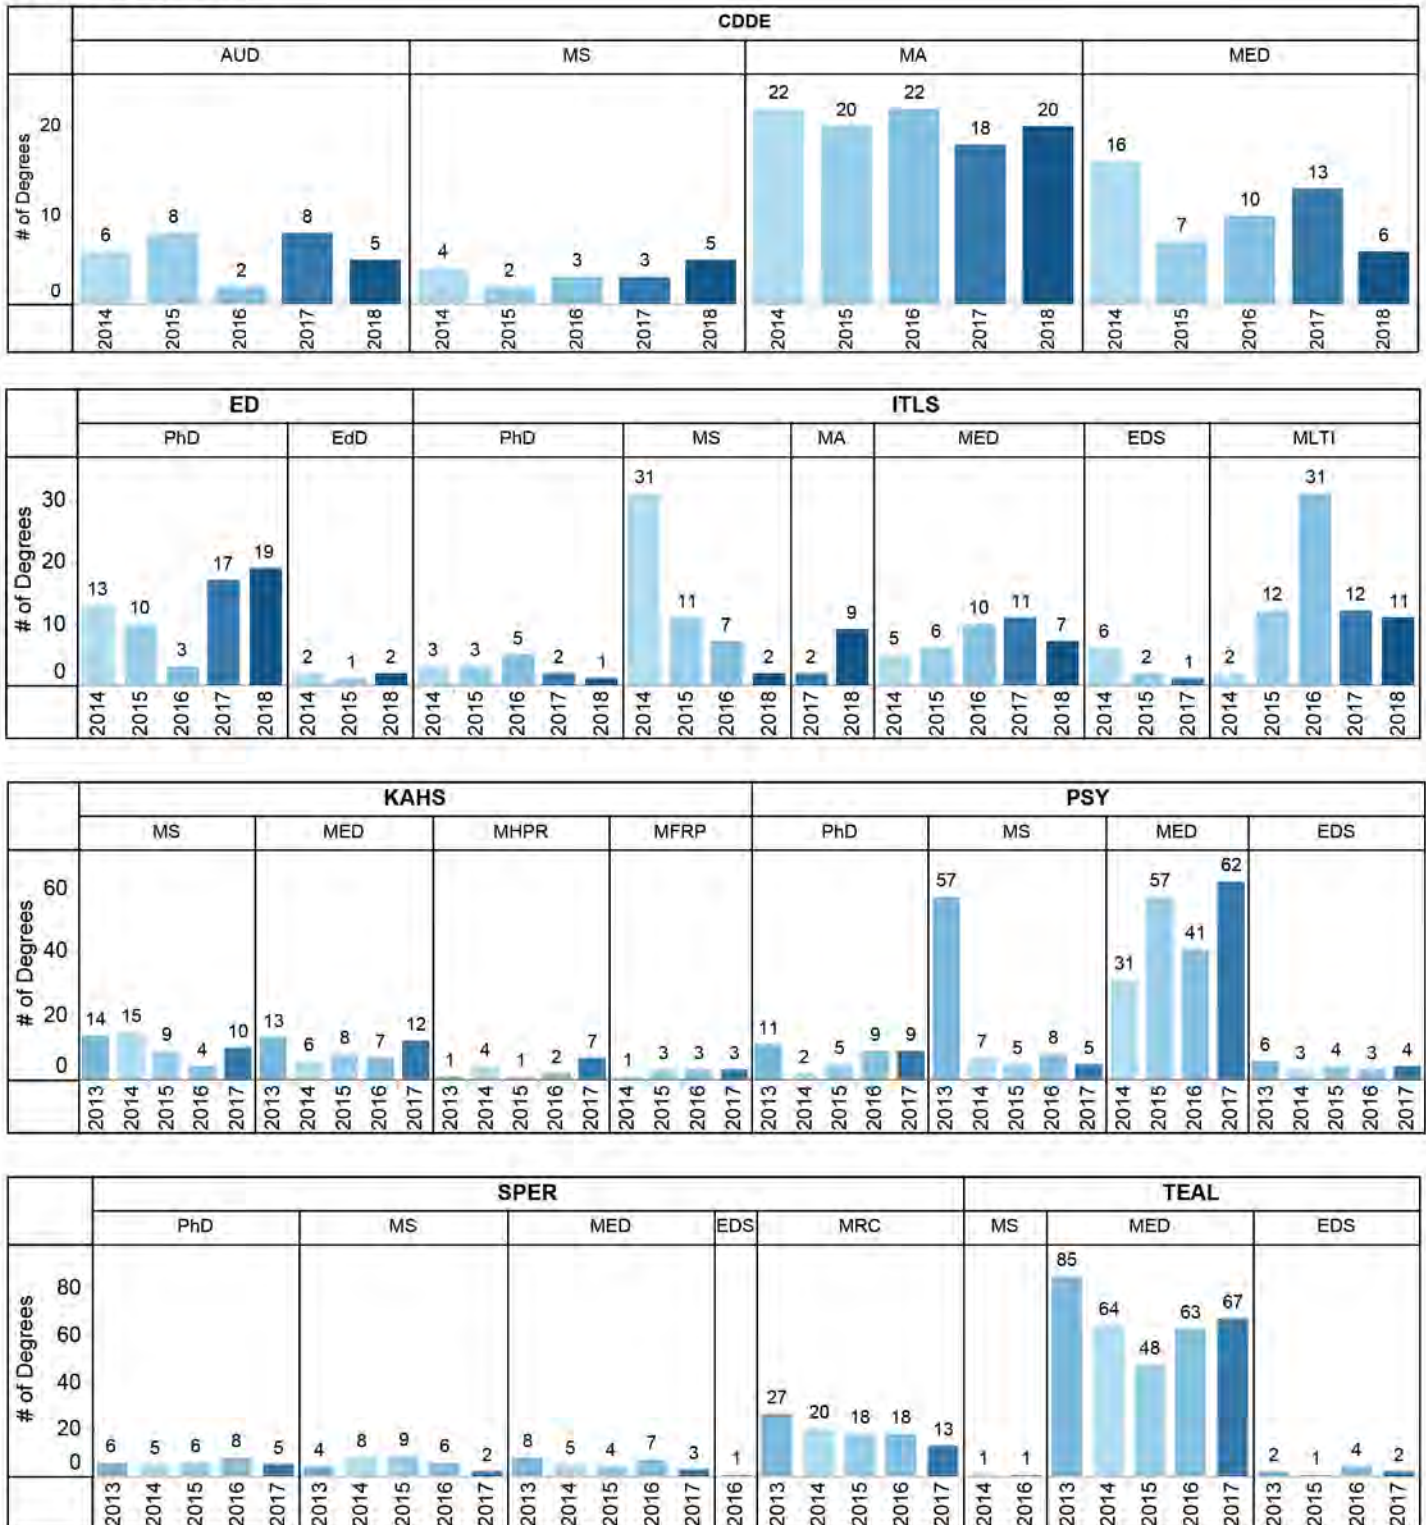 CDDE
AUD MS MA MED
# of Degrees
20
10
0
6 8 2 8 5
4 2 3 3 5
22 20 22 18 20
16 7 10 13 6
2014 2015 2016 2017 2018 2014 2015 2016 2017 2018 2014 2015 2016 2017 2018 2014 2015 2016 2017 2018
ED ITLS
PhD EdD PhD MS MA MED EDS MLTI
# of Degrees
30
20
10
0
13 10 3 17 19
2 1 2
3 3 5 2 1
31 11 7 2
2 9
5 6 10 11 7
6 2 1
2 12 31 12 11
2014 2015 2016 2017 2018 2014 2015 2018 2014 2015 2016 2017 2018 2014 2015 2016 2018 2017 2018 2014 2015 2016 2017 2018 2014 2015 2017 2014 2015 2016 2017 2018
KAHS PSY
MS MED MHPR MFRP PhD MS MED EDS
# of Degrees
60
40
20
0
14 15 9 4 10
13 6 8 7 12
1 4 1 2 7
1 3 3 3
11 2 5 9 9
57 7 5 8 5
31 57 41 62
6 3 4 3 4
2013 2014 2015 2016 2017 2013 2014 2015 2016 2017 2013 2014 2015 2016 2017 2014 2015 2016 2017 2013 2014 2015 2016 2017 2013 2014 2015 2016 2017 2014 2015 2016 2017 2013 2014 2015 2016 2017
SPER TEAL
PhD MS MED EDS MRC MS MED EDS
# of Degrees
80
60
40
20
0
6 5 6 8 5
4 8 9 6 2
8 5 4 7 3
1
27 20 18 18 13
1 1
85 64 48 63 67
2 1 4 2
2013 2014 2015 2016 2017 2013 2014 2015 2016 2017 2013 2014 2015 2016 2017 2016 2013 2014 2015 2016 2017 2014 2016 2013 2014 2015 2016 2017 2013 2015 2016 2017